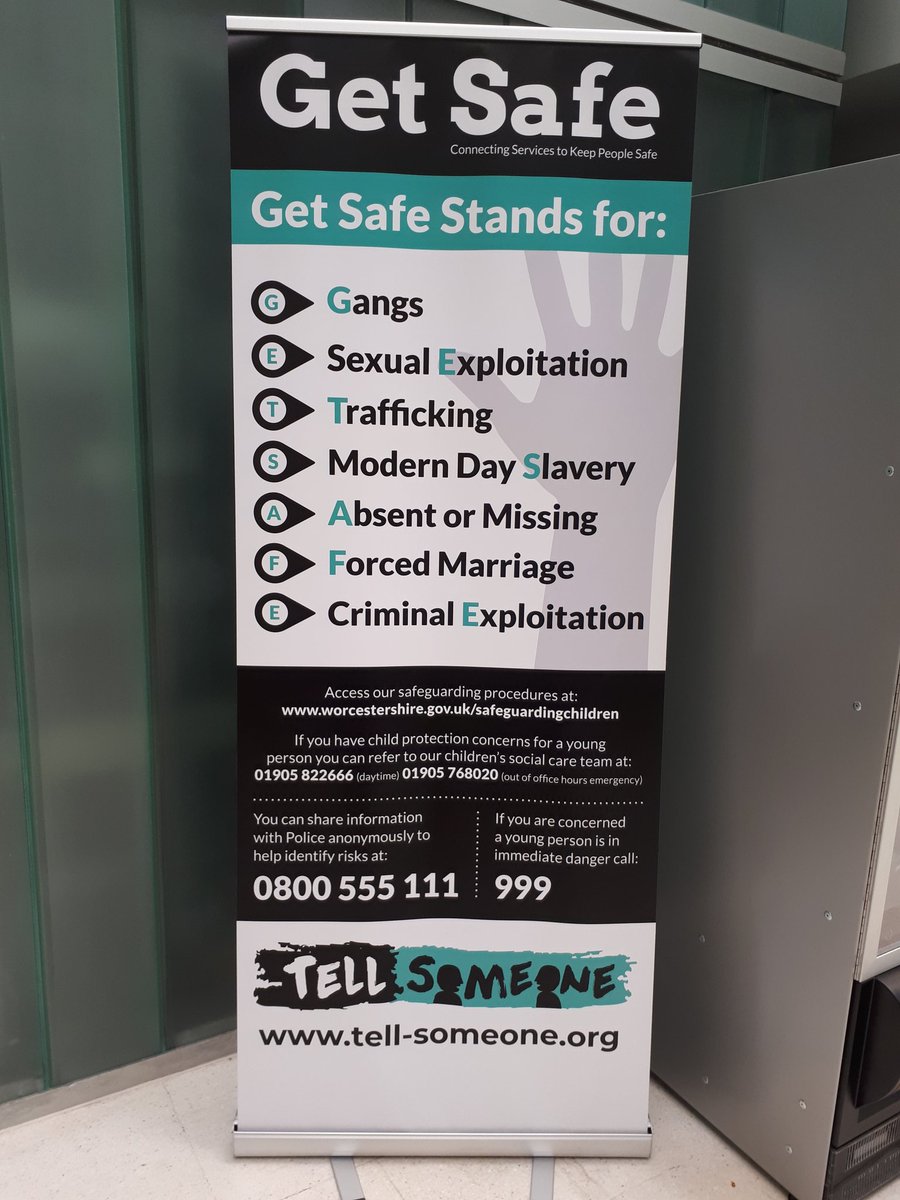 Get Safe
Connecting Services to Keep People Safe
Get Safe Stands for:
G Gangs
E Sexual Exploitation
T Trafficking
S Modern Day Slavery
A Absent or Missing
F Forced Marriage
E Criminal Exploitation
Access our safeguarding procedures at:
www.worcestershire.gov.uk/safeguardingchildren
If you have child protection concerns for a young
person you can refer to our children's social care team at:
01905 822666 (daytime) 01905 768020 (out of office hours emergency)
You can share information
with Police anonymously to
help identify risks at:
0800 555 111
If you are concerned
a young person is in
immediate danger call:
999
TELL SOMEONE
www.tell-someone.org